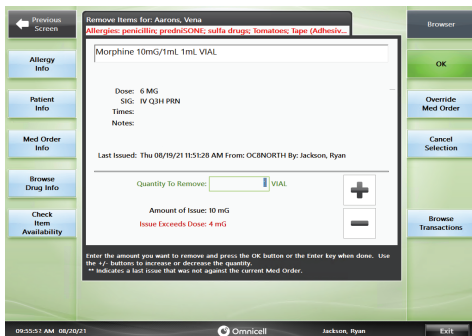 Previous Screen
Remove Items for: Aarons, Vena
Allergies: penicillin; predniSONE; sulfa drugs; Tomatoes; Tape (Adhesiv...
Browser
Morphine 10mG/1mL 1mL VIAL
Allergy Info
OK
Dose: 6 MG
SIG: IV Q3H PRN
Times:
Notes:
Patient Info
Override Med Order
Med Order Info
Cancel Selection
Last Issued: Thu 08/19/21 11:51:28 AM From: OC8NORTH By: Jackson, Ryan
Browse Drug Info
Quantity To Remove: 1 VIAL
+
Check Item Availability
Amount of Issue: 10 mG
Issue Exceeds Dose: 4 mG
−
Browse Transactions
Enter the amount you want to remove and press the OK button or the Enter key when done. Use
the +/- buttons to increase or decrease the quantity.
** Indicates a last issue that was not against the current Med Order.
09:55:57 AM 08/20/21
Omnicell
Jackson, Ryan
Exit